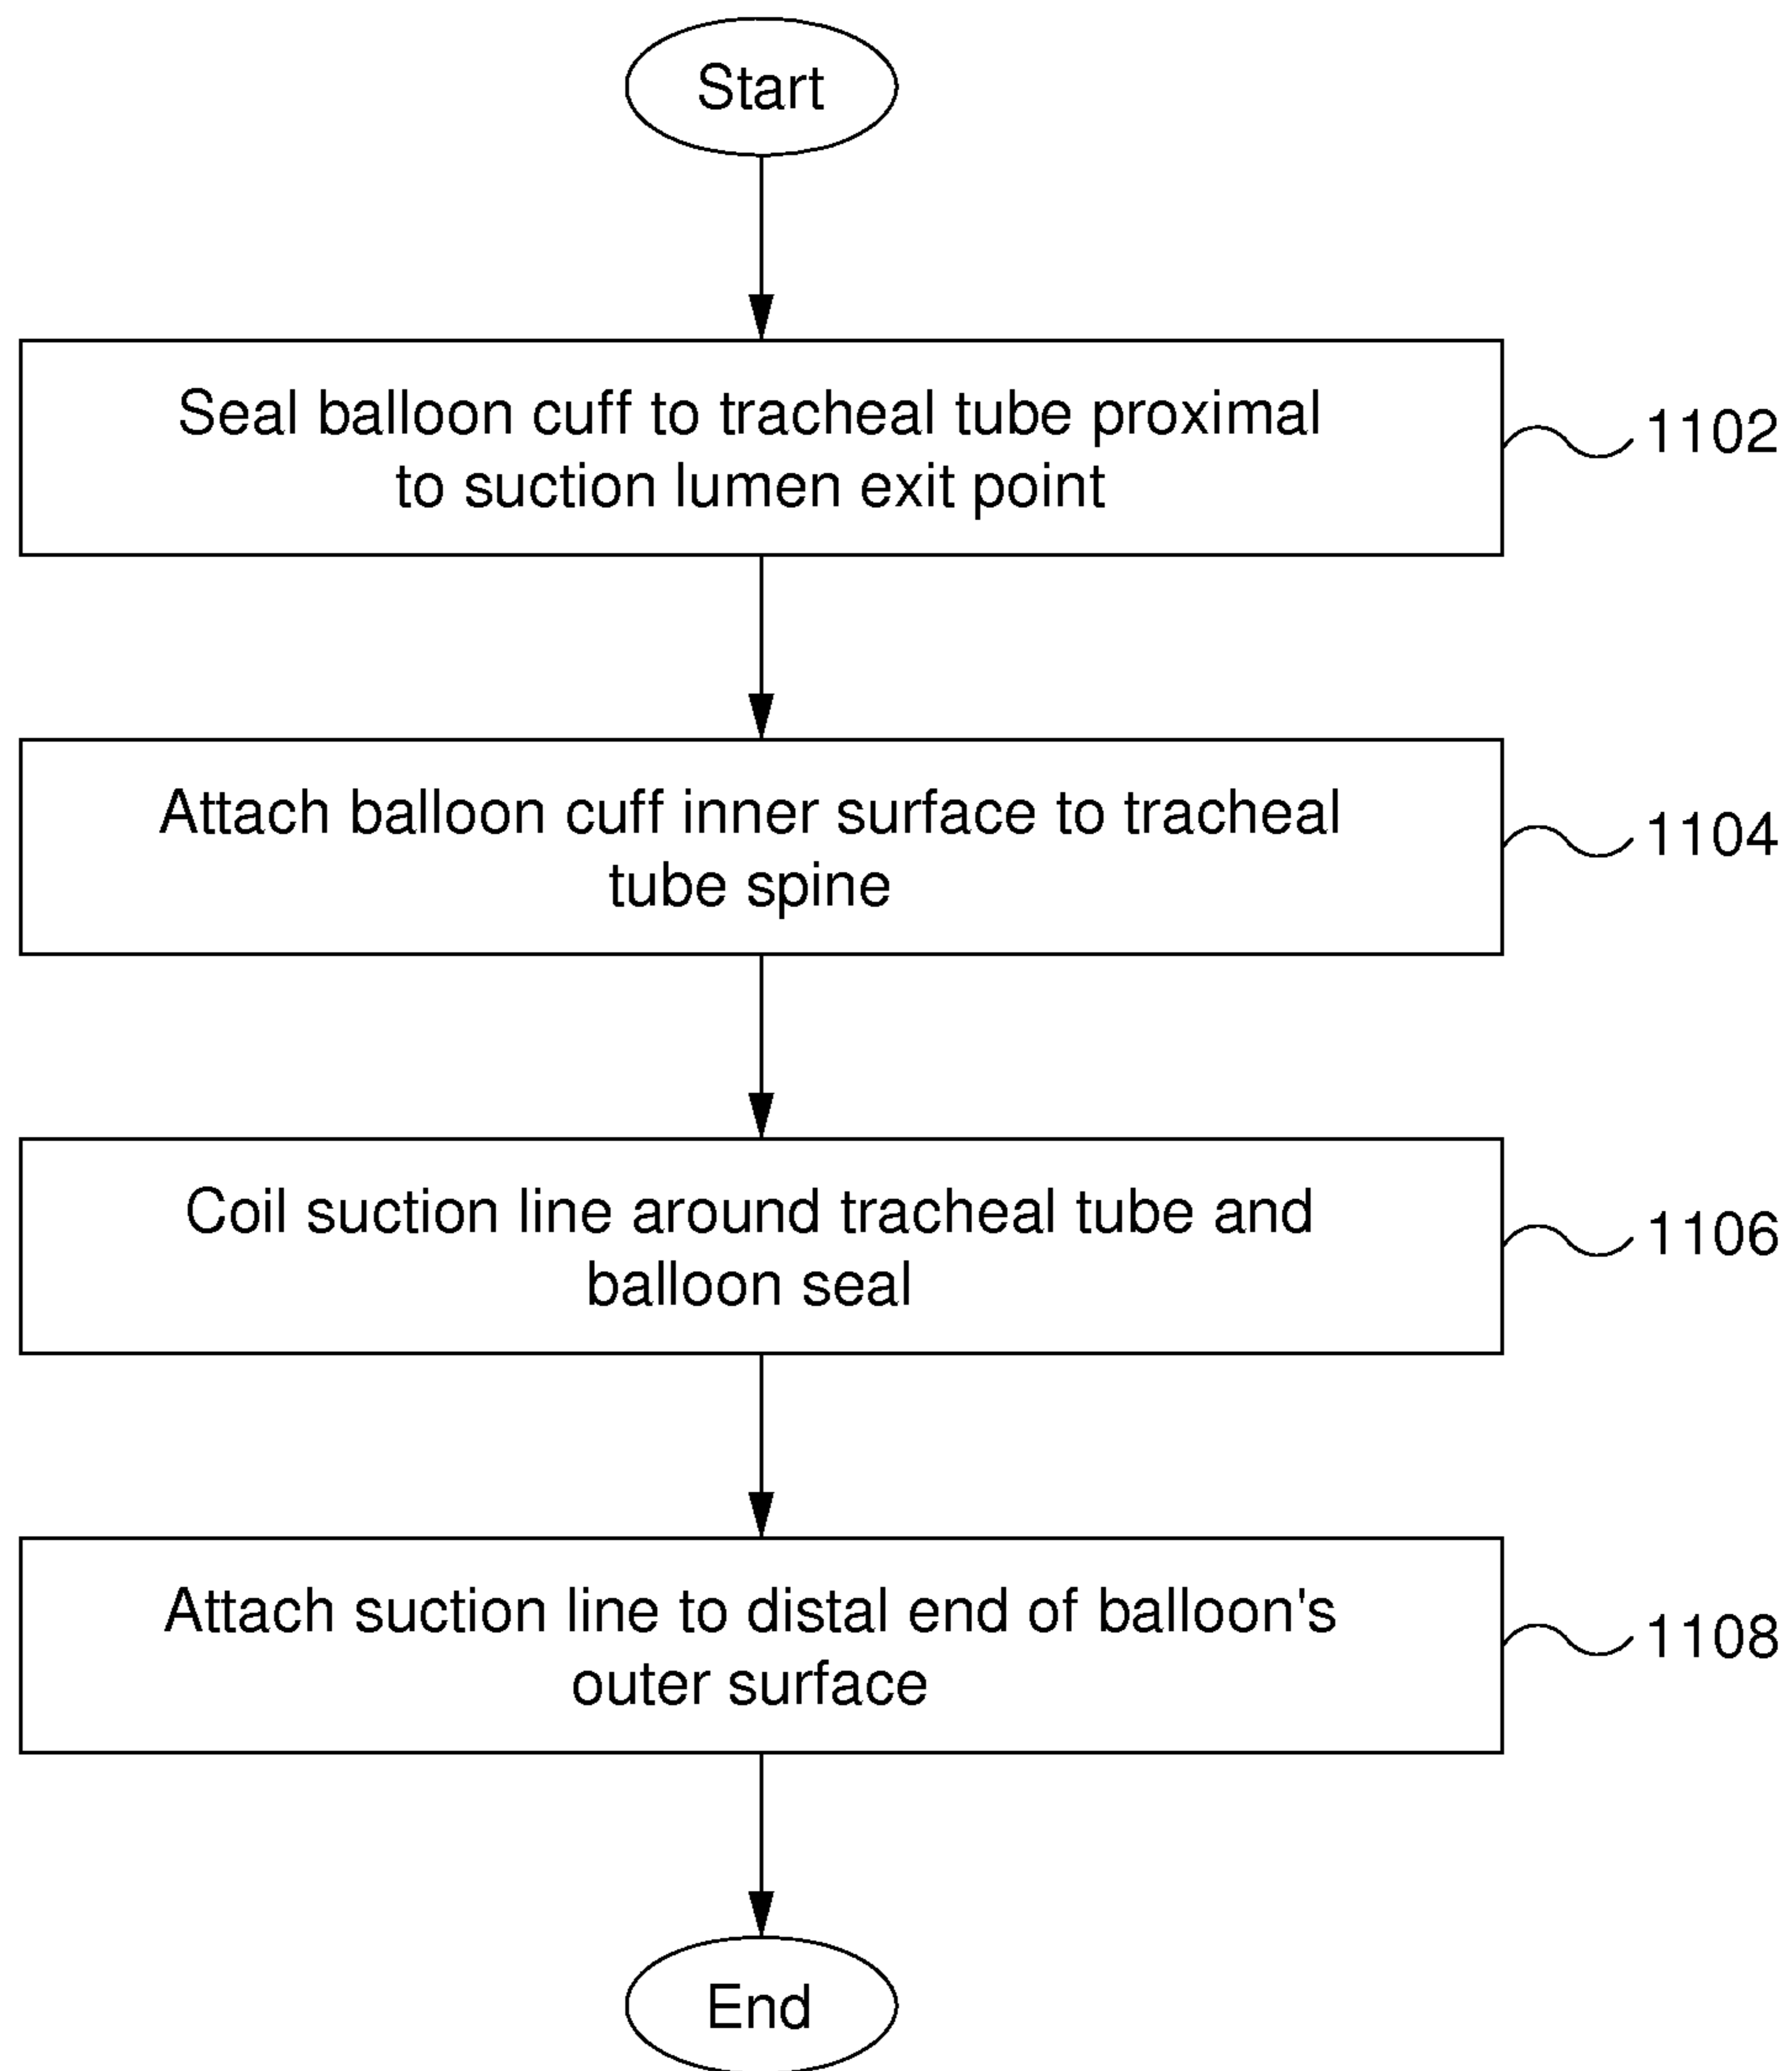 Start
Seal balloon cuff to tracheal tube proximal
to suction lumen exit point
1102
Attach balloon cuff inner surface to tracheal
tube spine
1104
Coil suction line around tracheal tube and
balloon seal
1106
Attach suction line to distal end of balloon's
outer surface
1108
End